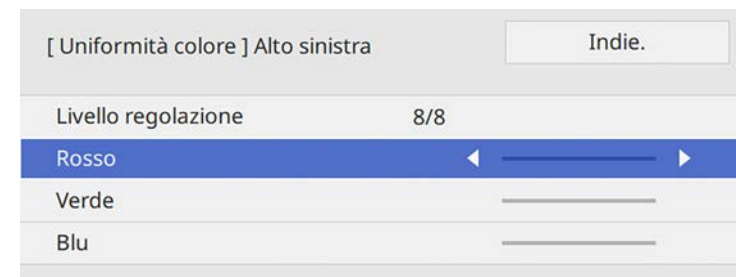 [ Uniformità colore ] Alto sinistra
Indie.
Livello regolazione 8/8
Rosso
Verde
Blu